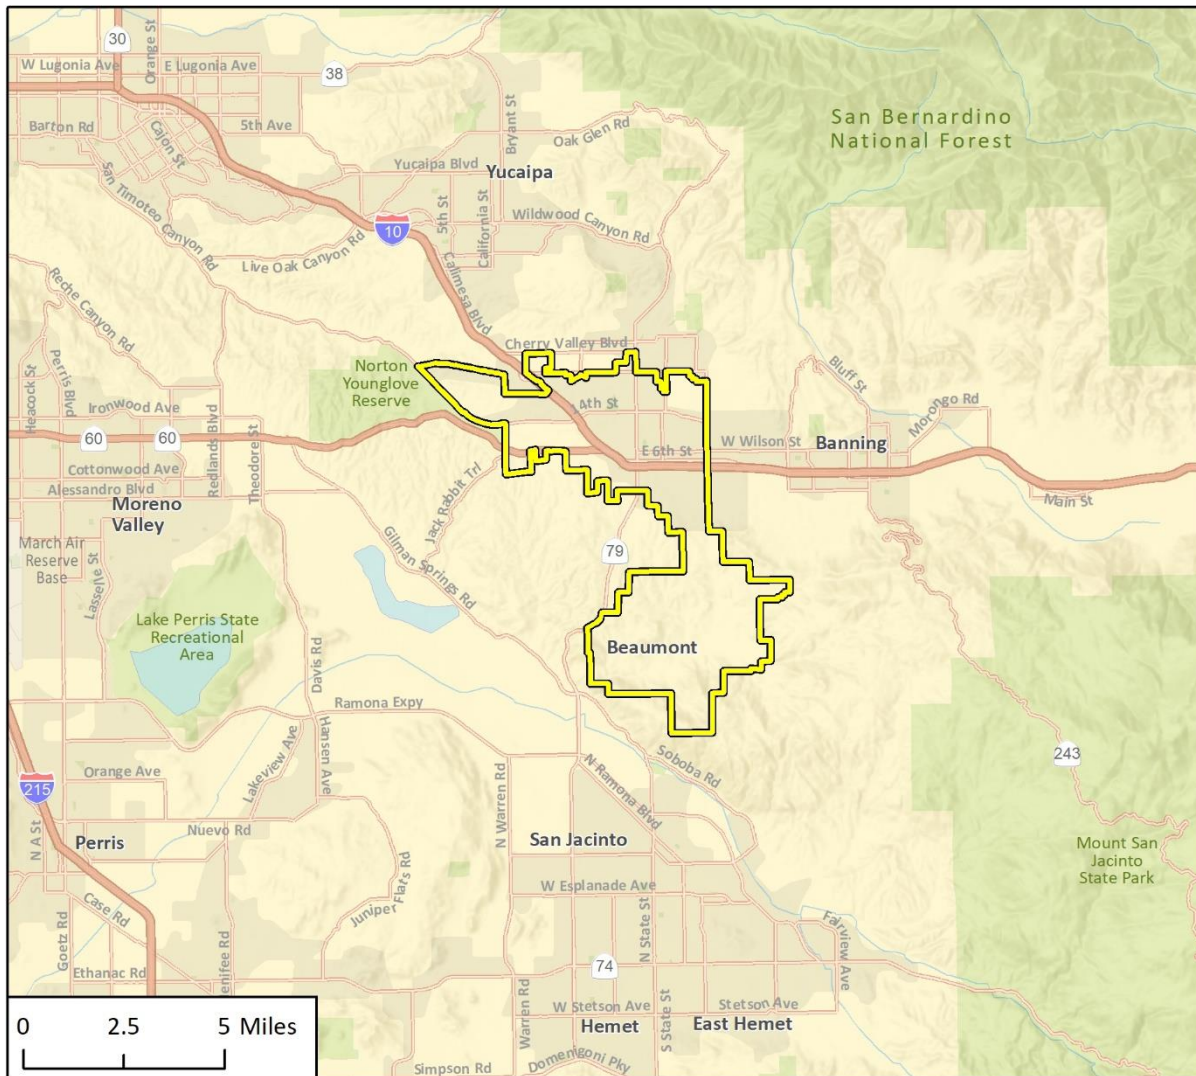 30
Orange St
W Lugonia Ave
E Lugonia Ave
38
Barton Rd
Cajon St
5th Ave
Bryant St
Oak Glen Rd
San Bernardino
National Forest
San Timoteo Canyon Rd
Yucaipa Blvd
Yucaipa
5th St
California St
Wildwood Canyon Rd
10
Live Oak Canyon Rd
Calimesa Blvd
Reche Canyon Rd
Cherry Valley Blvd
Norton
Younglove
Reserve
Heacock St
Perris Blvd
Bluff St
Morongo Rd
Ironwood Ave
14th St
Redlands Blvd
Theodore St
60
60
E 6th St
W Wilson St
Banning
Cottonwood Ave
Alessandro Blvd
Jack Rabbit Trl
Main St
Moreno
Valley
March Air
Reserve
Base
Lasselle St
Gilman Springs Rd
79
Lake Perris State
Recreational
Area
Davis Rd
Beaumont
Ramona Expy
Hansen Ave
Lakeview Ave
Soboba Rd
243
Orange Ave
215
N Warren Rd
N Ramona Blvd
N A St
Perris
Nuevo Rd
San Jacinto
Mount San
Jacinto
State Park
Juniper Flats Rd
W Esplanade Ave
Case Rd
Goetz Rd
N State St
Fairview Ave
Ethanac Rd
enifee Rd
74
Warren Rd
W Stetson Ave
Stetson Ave
Hemet
East Hemet
S State St
0 2.5 5 Miles
Simpson Rd
Domenigoni Pky